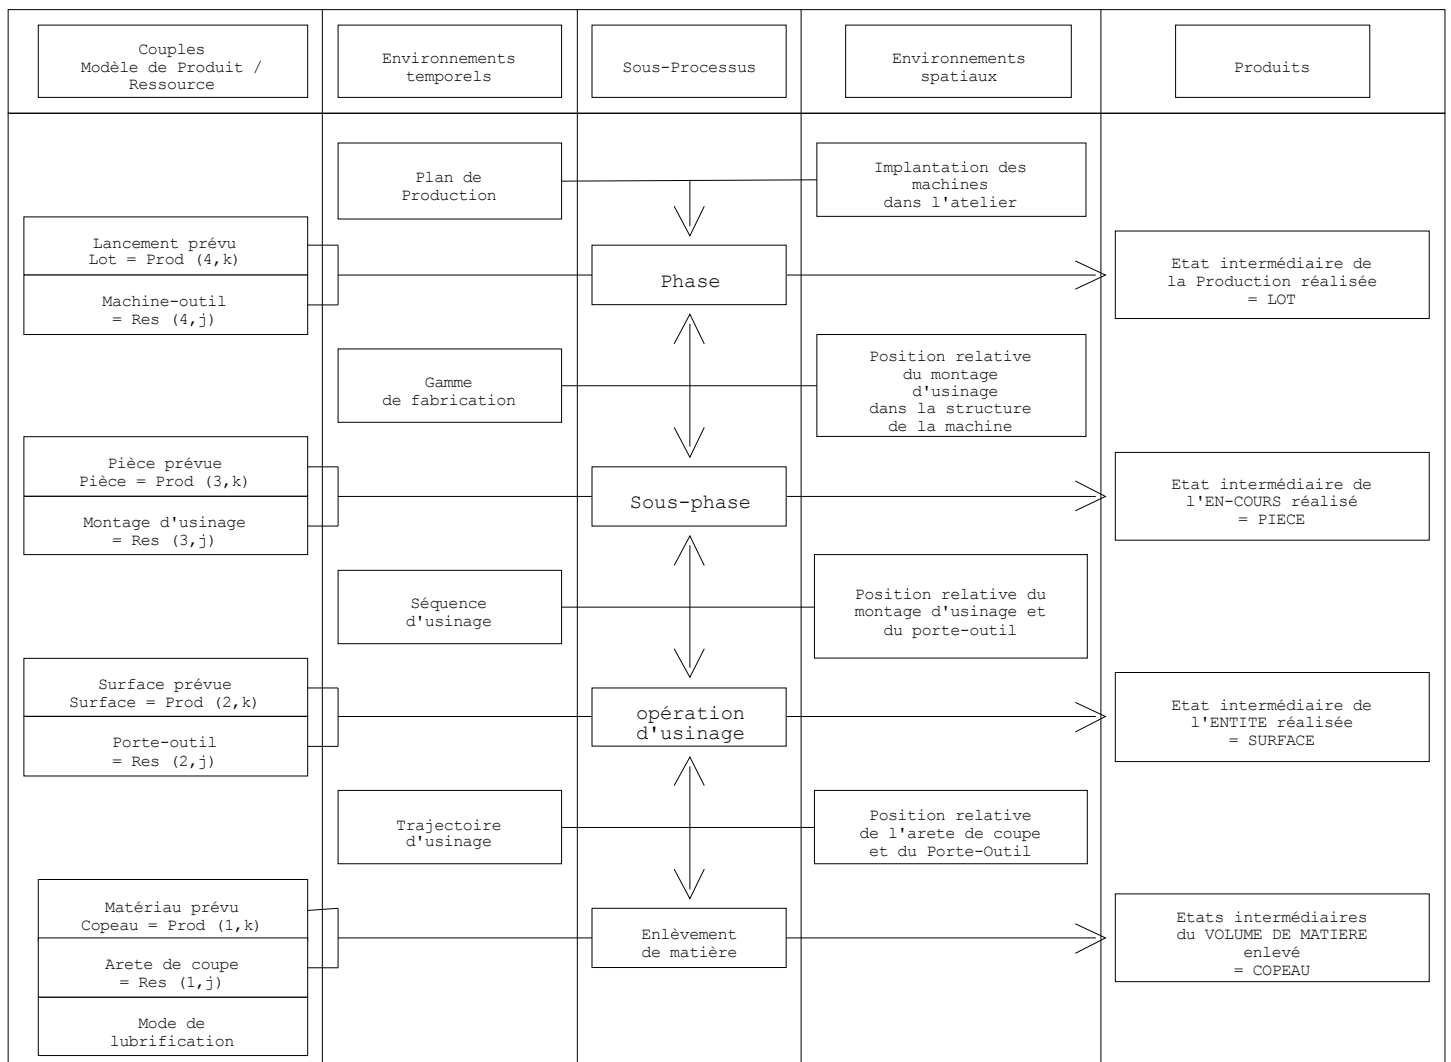 Couples
Modèle de Produit /
Ressource
Environnements
temporels
Sous-Processus
Environnements
spatiaux
Produits
Plan de
Production
Implantation des
machines
dans l'atelier
Lancement prévu
Lot = Prod (4,k)
Machine-outil
= Res (4,j)
Phase
Etat intermédiaire de
la Production réalisée
= LOT
Gamme
de fabrication
Position relative
du montage
d'usinage
dans la structure
de la machine
Pièce prévue
Pièce = Prod (3,k)
Montage d'usinage
= Res (3,j)
Sous-phase
Etat intermédiaire de
l'EN-COURS réalisé
= PIECE
Séquence
d'usinage
Position relative du
montage d'usinage et
du porte-outil
Surface prévue
Surface = Prod (2,k)
Porte-outil
= Res (2,j)
opération
d'usinage
Etat intermédiaire de
l'ENTITE réalisée
= SURFACE
Trajectoire
d'usinage
Position relative
de l'arete de coupe
et du Porte-Outil
Matériau prévu
Copeau = Prod (1,k)
Arete de coupe
= Res (1,j)
Mode de
lubrification
Enlèvement
de matière
Etats intermédiaires
du VOLUME DE MATIERE
enlevé
= COPEAU